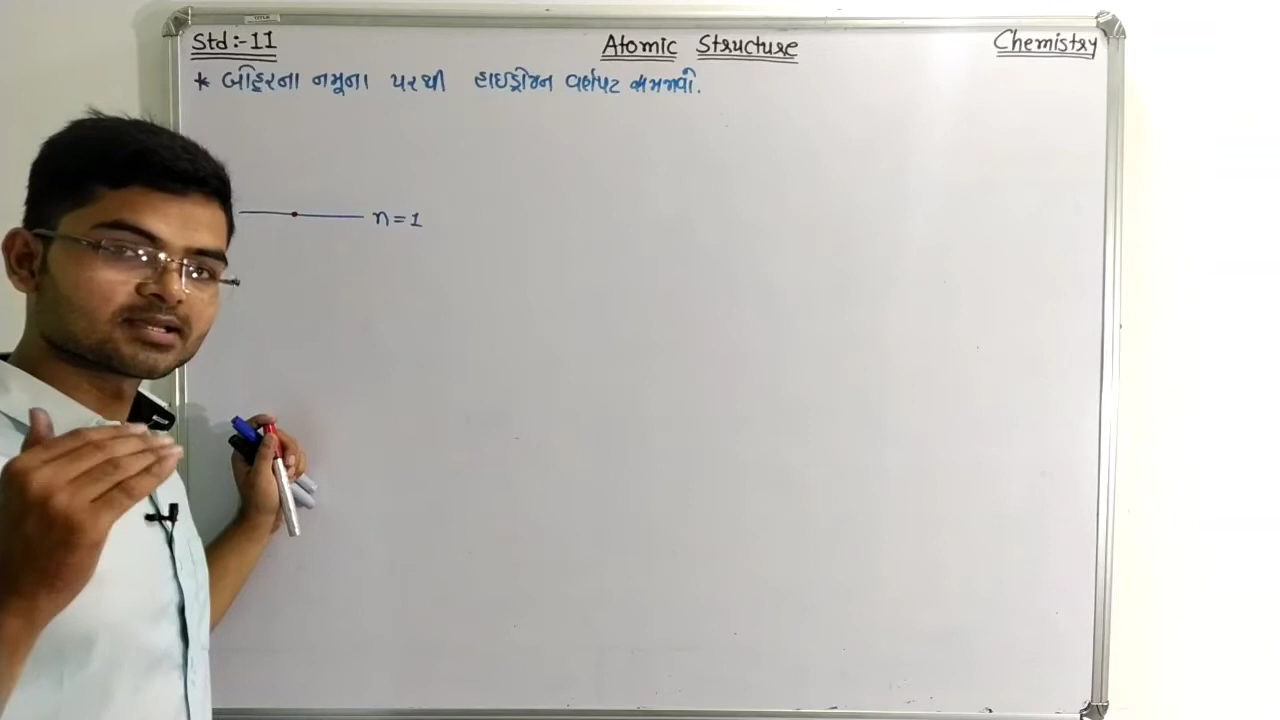 Std:-11 Atomic Structure Chemistry
* બોહરના નમૂના પરથી હાઇડ્રોજન વર્ણપટ સમજાવો.
n=1